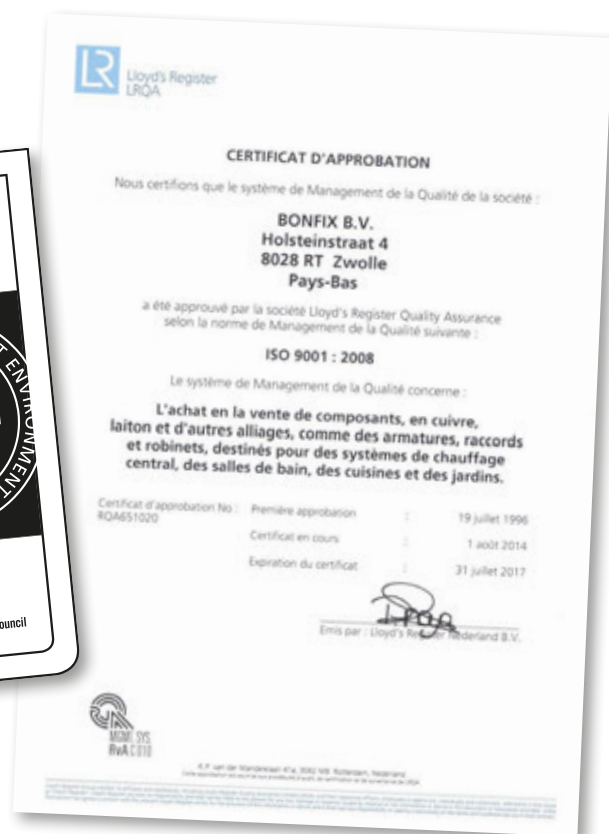 LR
Lloyd's Register
LRQA
CERTIFICAT D'APPROBATION
Nous certifions que le système de Management de la Qualité de la société :
BONFIX B.V.
Holsteinstraat 4
8028 RT Zwolle
Pays-Bas
a été approuvé par la société Lloyd's Register Quality Assurance
selon la norme de Management de la Qualité suivante :
ISO 9001 : 2008
Le système de Management de la Qualité concerne :
L'achat en la vente de composants, en cuivre,
laiton et d'autres alliages, comme des armatures, raccords
et robinets, destinés pour des systèmes de chauffage
central, des salles de bain, des cuisines et des jardins.
Certificat d'approbation No : Première approbation : 19 juillet 1996
RQA651020
Certificat en cours : 1 août 2014
Expiration du certificat : 31 juillet 2017
Emis par : Lloyd's Register Nederland B.V.
MGMT. SYS.
RvA C 010
ENVIRONMENT
ouncil